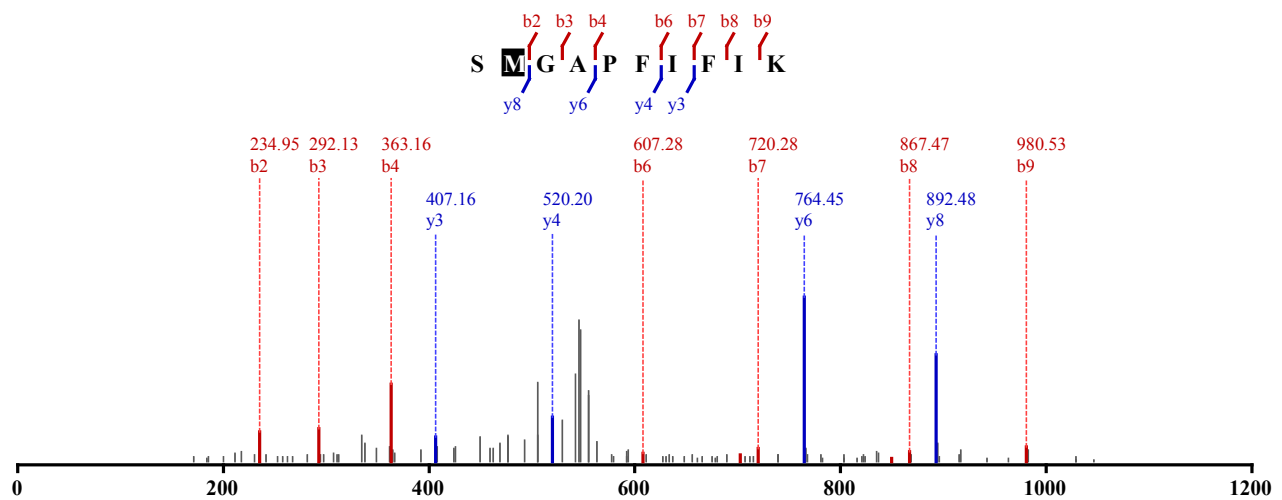 b2 b3 b4 b6 b7 b8 b9
S M G A P F I F I K
y8 y6 y4 y3
234.95 292.13 363.16 607.28 720.28 867.47 980.53
b2 b3 b4 b6 b7 b8 b9
407.16 520.20 764.45 892.48
y3 y4 y6 y8
0 200 400 600 800 1000 1200